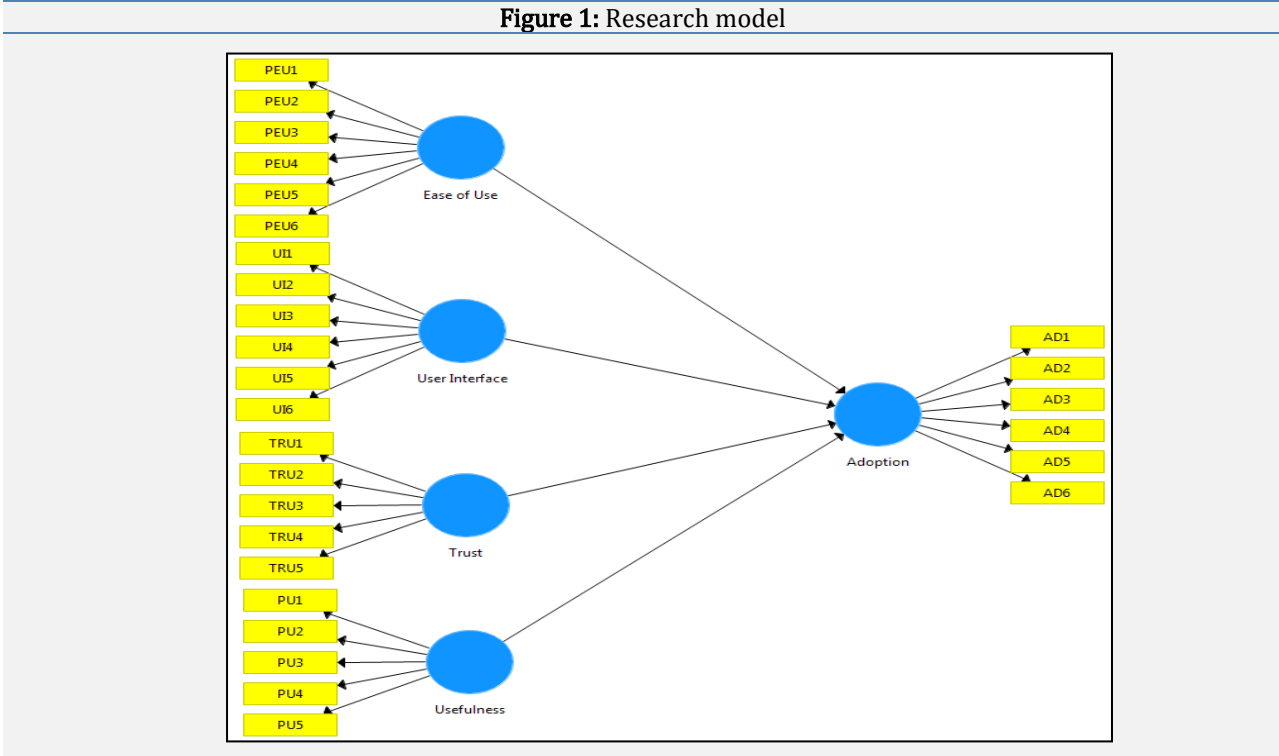 Figure 1: Research model
PEU1
PEU2
PEU3
PEU4
PEU5
PEU6
Ease of Use
UI1
UI2
UI3
UI4
UI5
UI6
User Interface
TRU1
TRU2
TRU3
TRU4
TRU5
Trust
PU1
PU2
PU3
PU4
PU5
Usefulness
Adoption
AD1
AD2
AD3
AD4
AD5
AD6